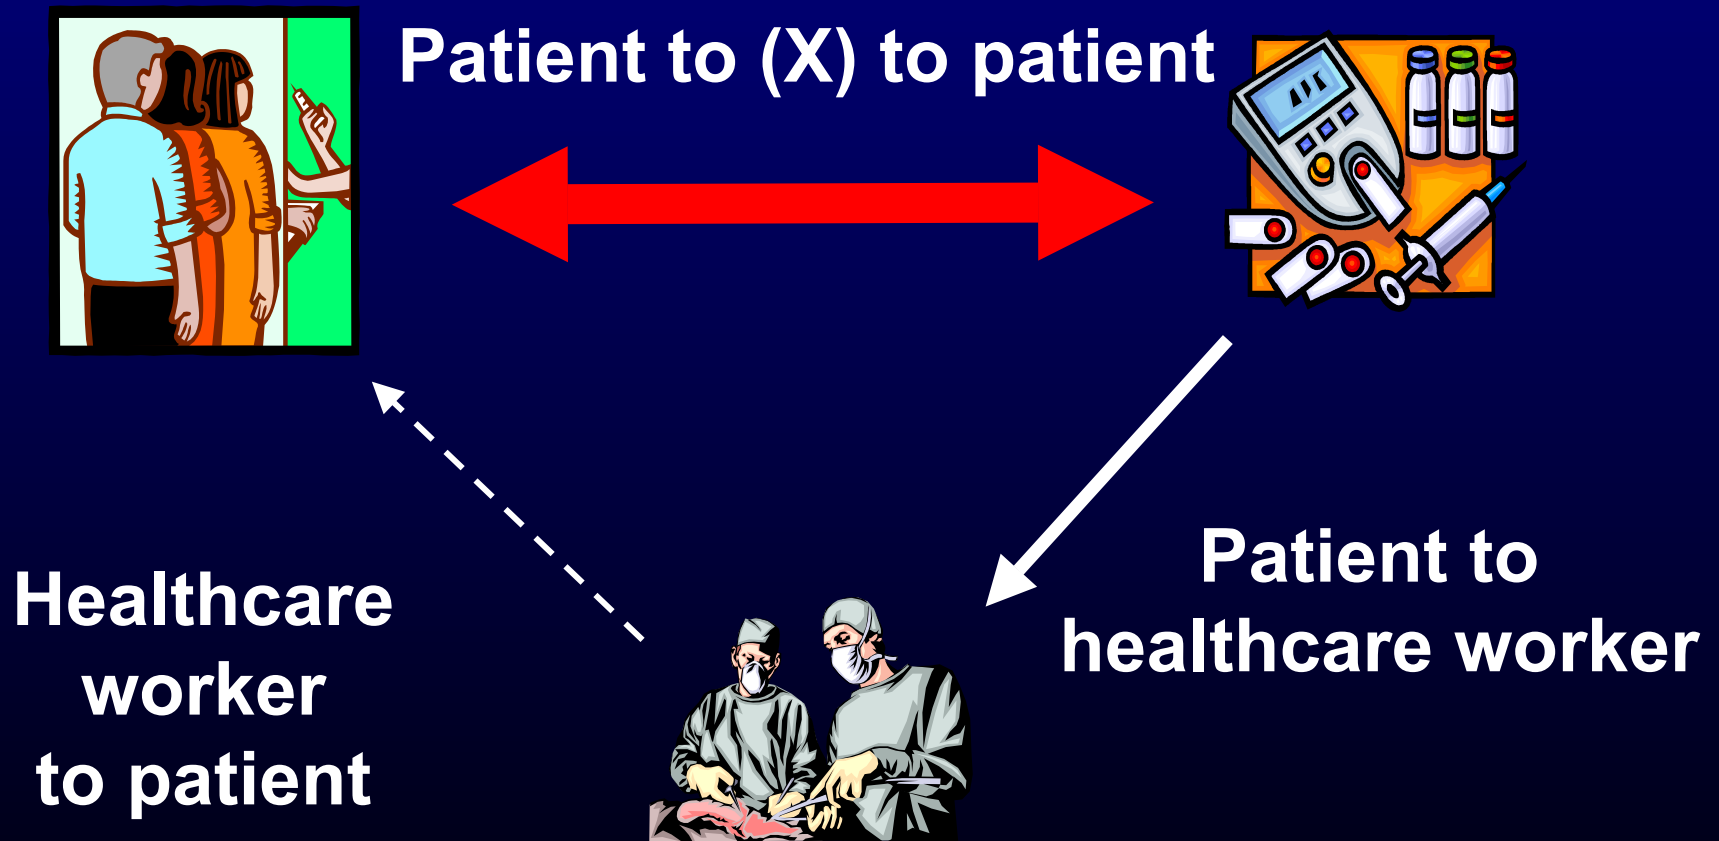 Patient to (X) to patient
Patient to
healthcare worker
Healthcare
worker
to patient